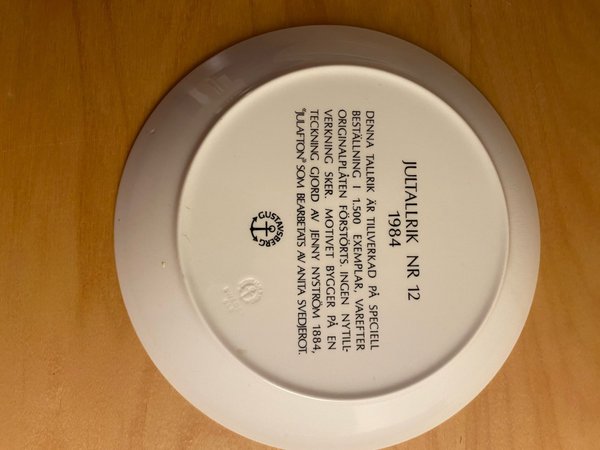 JULTALLRIK NR 12
1984
DENNA TALLRIK ÄR TILLVERKAD PÅ SPECIELL
BESTÄLLNING I 1.500 EXEMPLAR, VAREFTER
ORIGINALPLÅTEN FÖRSTÖRTS. INGEN NYTILL-
VERKNING SKER. MOTIVET BYGGER PÅ EN
TECKNING GJORD AV JENNY NYSTRÖM 1884,
"JULAFTON" SOM BEARBETATS AV ANITA SVEDJEROT.
GUSTAVSBERG